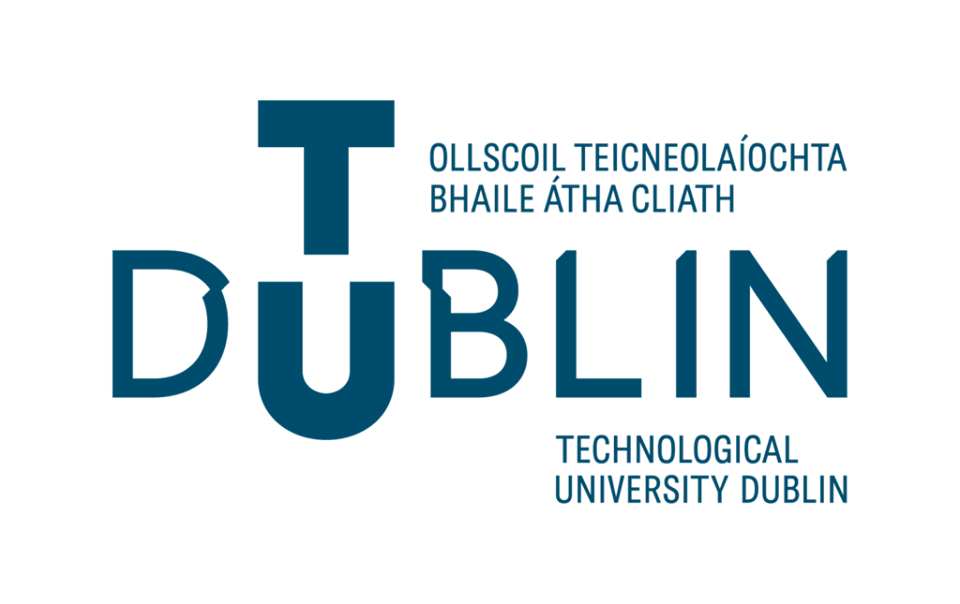 T
OLLSCOIL TEICNEOLAÍOCHTA
BHAILE ÁTHA CLIATH
DUBLIN
TECHNOLOGICAL
UNIVERSITY DUBLIN